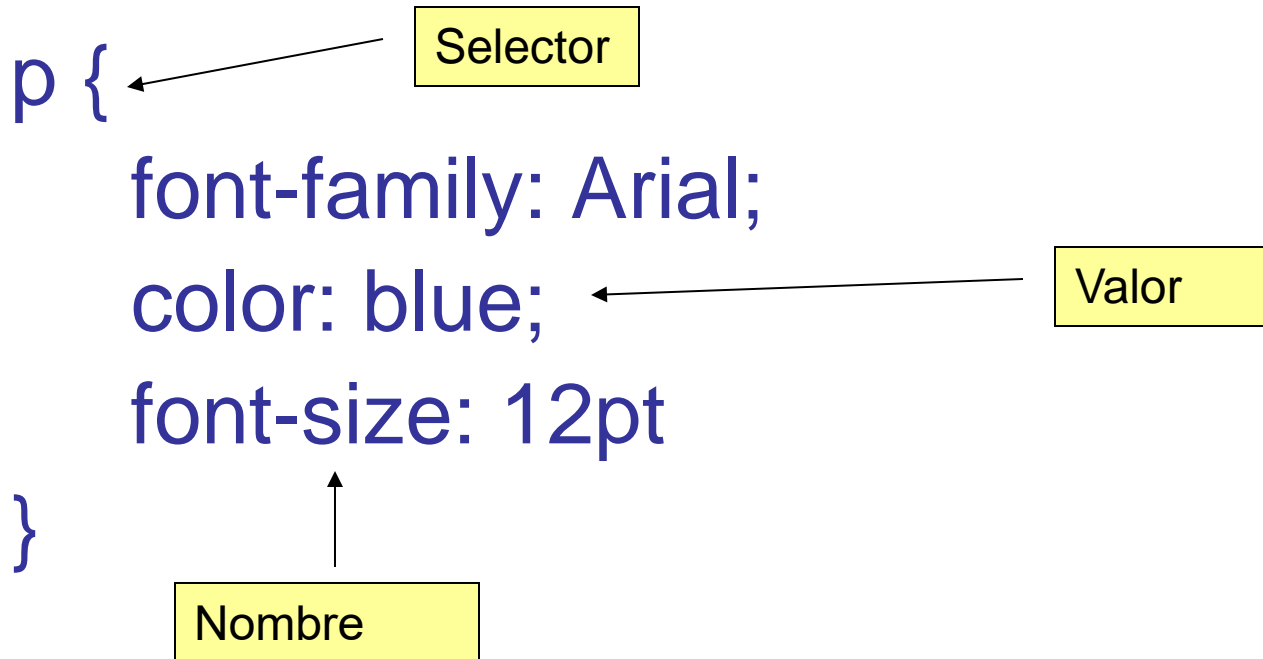 Selector
p {
font-family: Arial;
color: blue;
Valor
font-size: 12pt
}
Nombre